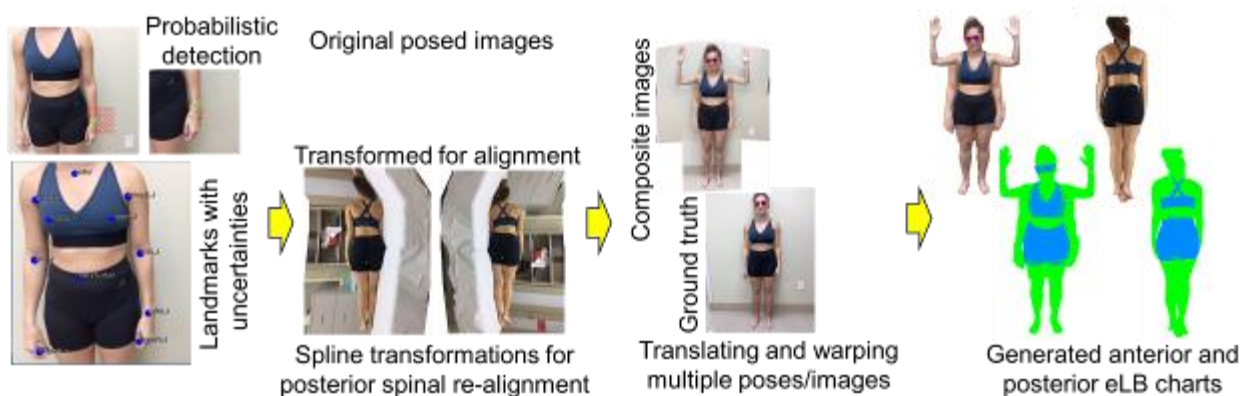 Probabilistic
detection
Landmarks with
uncertainties
Original posed images
Transformed for alignment
Spline transformations for
posterior spinal re-alignment
Composite images
Ground truth
Translating and warping
multiple poses/images
Generated anterior and
posterior eLB charts